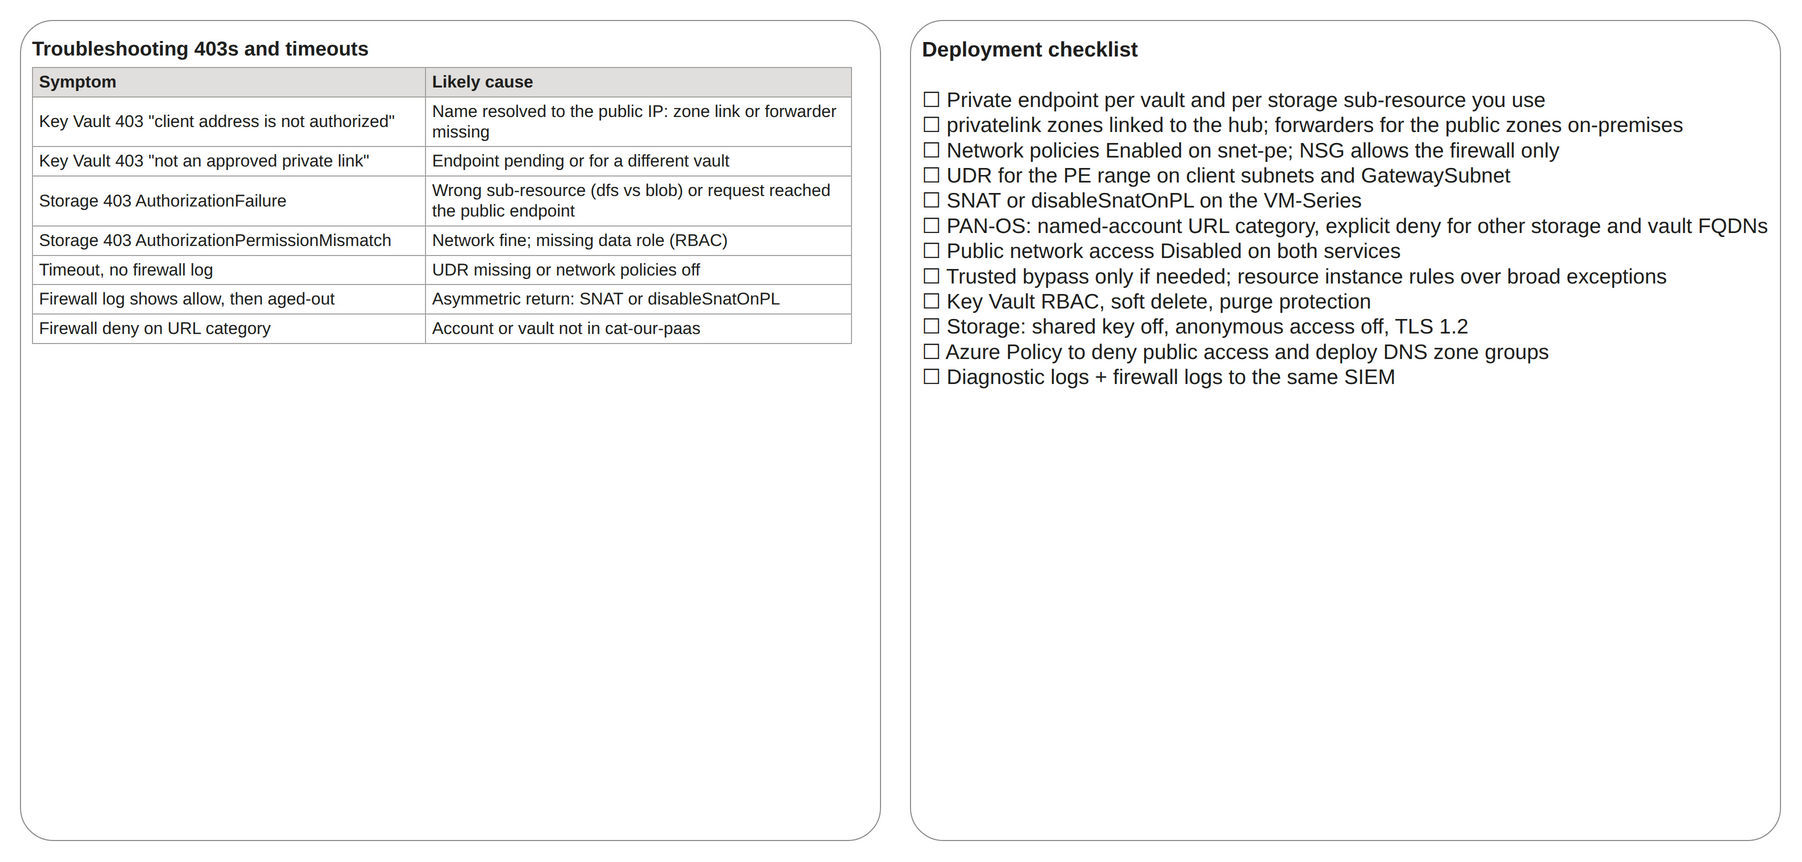 Troubleshooting 403s and timeouts
Symptom
Likely cause
Key Vault 403 "client address is not authorized"
Name resolved to the public IP: zone link or forwarder
missing
Key Vault 403 "not an approved private link"
Endpoint pending or for a different vault
Storage 403 AuthorizationFailure
Wrong sub-resource (dfs vs blob) or request reached
the public endpoint
Storage 403 AuthorizationPermissionMismatch
Network fine; missing data role (RBAC)
Timeout, no firewall log
UDR missing or network policies off
Firewall log shows allow, then aged-out
Asymmetric return: SNAT or disableSnatOnPL
Firewall deny on URL category
Account or vault not in cat-our-paas
Deployment checklist
☐ Private endpoint per vault and per storage sub-resource you use
☐ privatelink zones linked to the hub; forwarders for the public zones on-premises
☐ Network policies Enabled on snet-pe; NSG allows the firewall only
☐ UDR for the PE range on client subnets and GatewaySubnet
☐ SNAT or disableSnatOnPL on the VM-Series
☐ PAN-OS: named-account URL category, explicit deny for other storage and vault FQDNs
☐ Public network access Disabled on both services
☐ Trusted bypass only if needed; resource instance rules over broad exceptions
☐ Key Vault RBAC, soft delete, purge protection
☐ Storage: shared key off, anonymous access off, TLS 1.2
☐ Azure Policy to deny public access and deploy DNS zone groups
☐ Diagnostic logs + firewall logs to the same SIEM